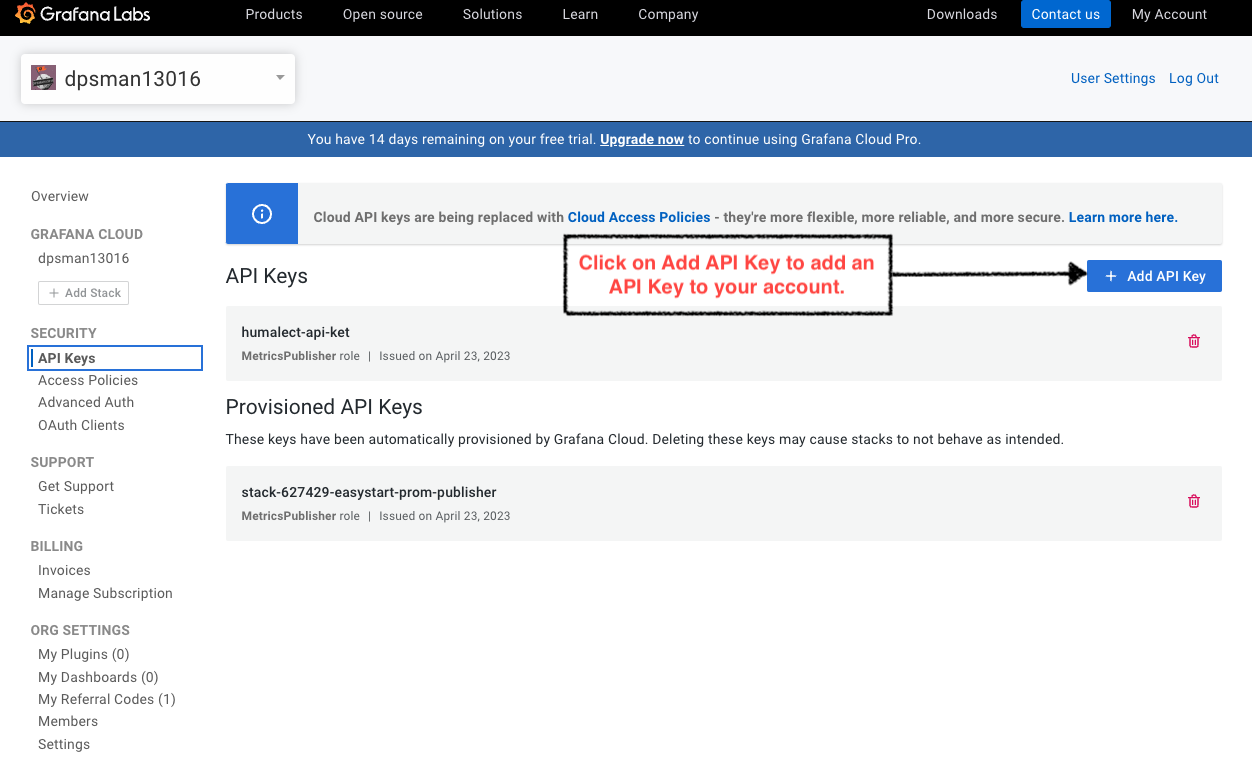 Grafana Labs
Products Open source Solutions Learn Company Downloads Contact us My Account
dpsman13016
User Settings Log Out
You have 14 days remaining on your free trial. Upgrade now to continue using Grafana Cloud Pro.
Overview
GRAFANA CLOUD
dpsman13016
+ Add Stack
SECURITY
API Keys
Access Policies
Advanced Auth
OAuth Clients
SUPPORT
Get Support
Tickets
BILLING
Invoices
Manage Subscription
ORG SETTINGS
My Plugins (0)
My Dashboards (0)
My Referral Codes (1)
Members
Settings
Cloud API keys are being replaced with Cloud Access Policies - they're more flexible, more reliable, and more secure. Learn more here.
API Keys
Click on Add API Key to add an
API Key to your account.
+ Add API Key
humalect-api-ket
MetricsPublisher role | Issued on April 23, 2023
Provisioned API Keys
These keys have been automatically provisioned by Grafana Cloud. Deleting these keys may cause stacks to not behave as intended.
stack-627429-easystart-prom-publisher
MetricsPublisher role | Issued on April 23, 2023